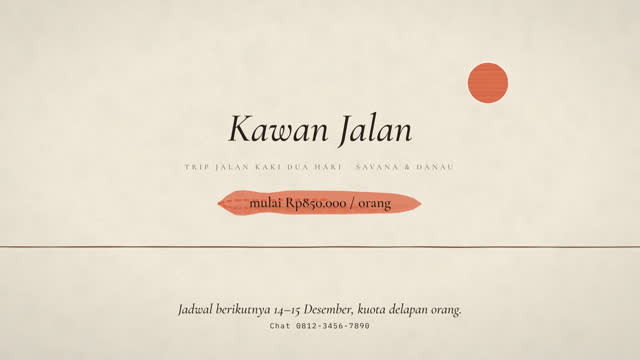 Kawan Jalan
TRIP JALAN KAKI DUA HARI SAVANA & DANAU
mulai Rp850.000 / orang
Jadwal berikutnya 14–15 Desember, kuota delapan orang.
Chat 0812-3456-7890